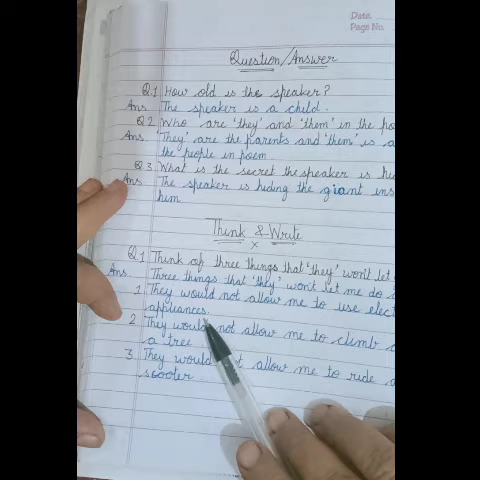 Date
Page No.
Question/Answer
Q.1 How old is the speaker?
Ans The speaker is a child.
Q2 Who are 'they' and 'them' in the
Ans 'They' are the parents and 'them' is
the people in poem.
Q.3 What is the secret the speaker is
Ans The speaker is hiding the giant
him.
Think & Write
x
Q.1 Think of three things that 'they' won't let
Ans. Three things that 'they' won't let me do
1 They would not allow me to use
appliances.
2 They would not allow me to climb
a tree
3 They would allow me to ride
scooter